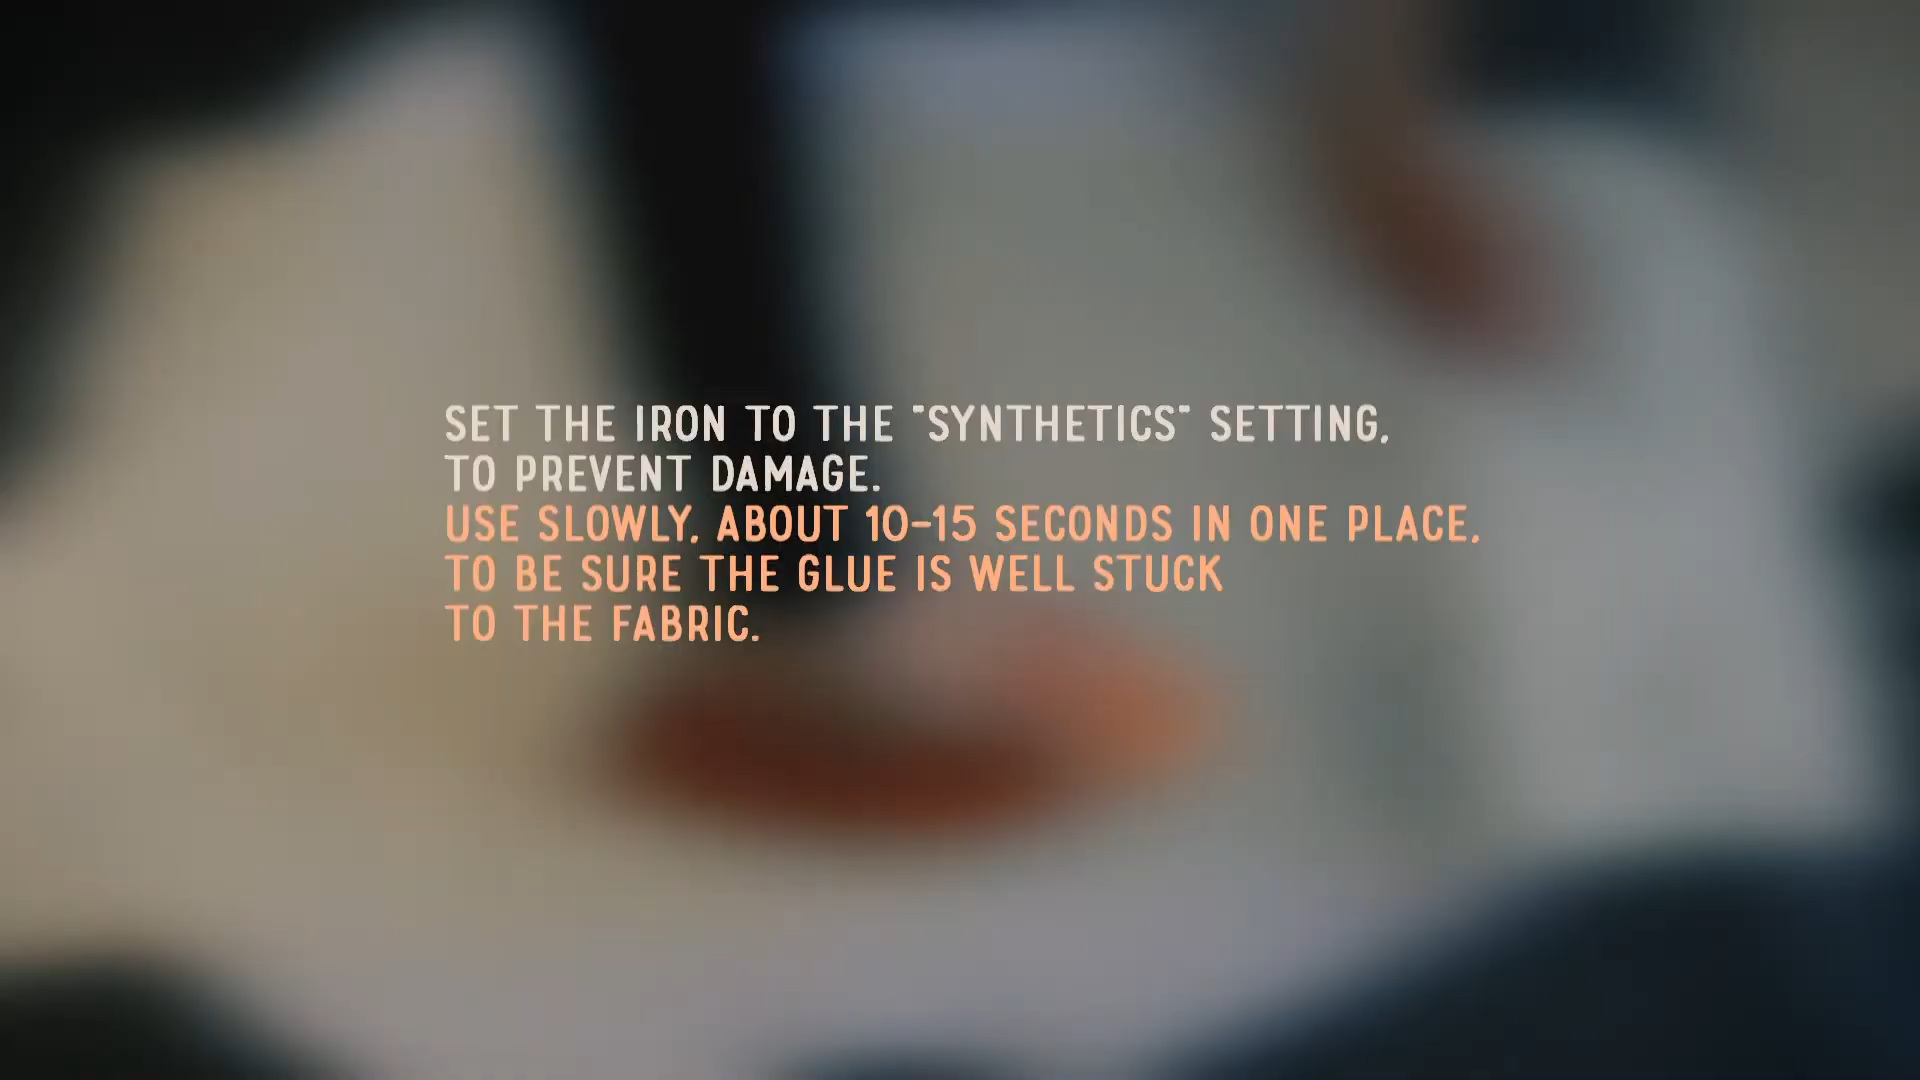 SET THE IRON TO THE "SYNTHETICS" SETTING,
TO PREVENT DAMAGE.
USE SLOWLY, ABOUT 10-15 SECONDS IN ONE PLACE,
TO BE SURE THE GLUE IS WELL STUCK
TO THE FABRIC.